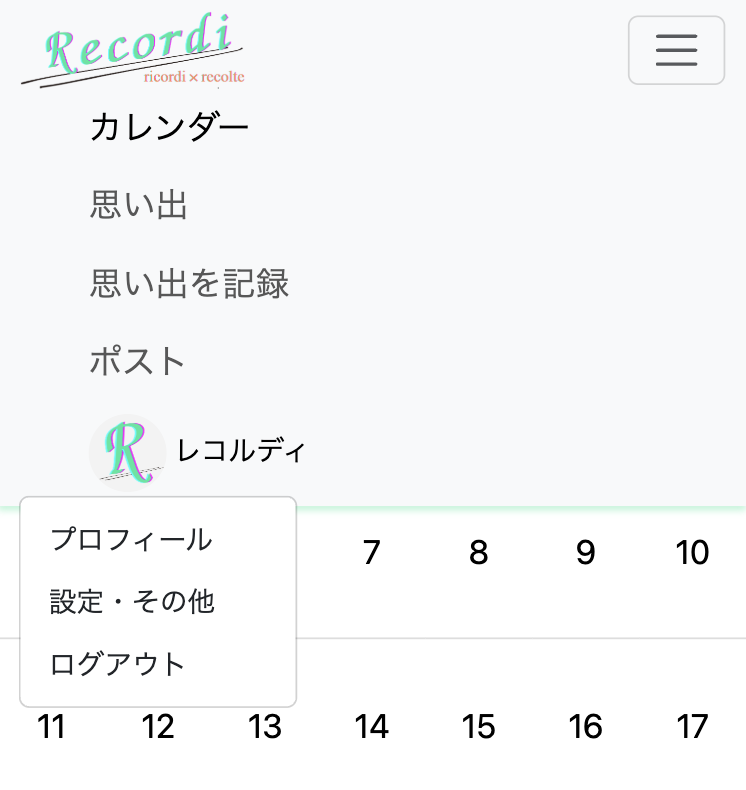 Recordi
ricordi × recolte
カレンダー
思い出
思い出を記録
ポスト
R レコルディ
プロフィール
設定・その他
ログアウト
7 8 9 10
11 12 13 14 15 16 17